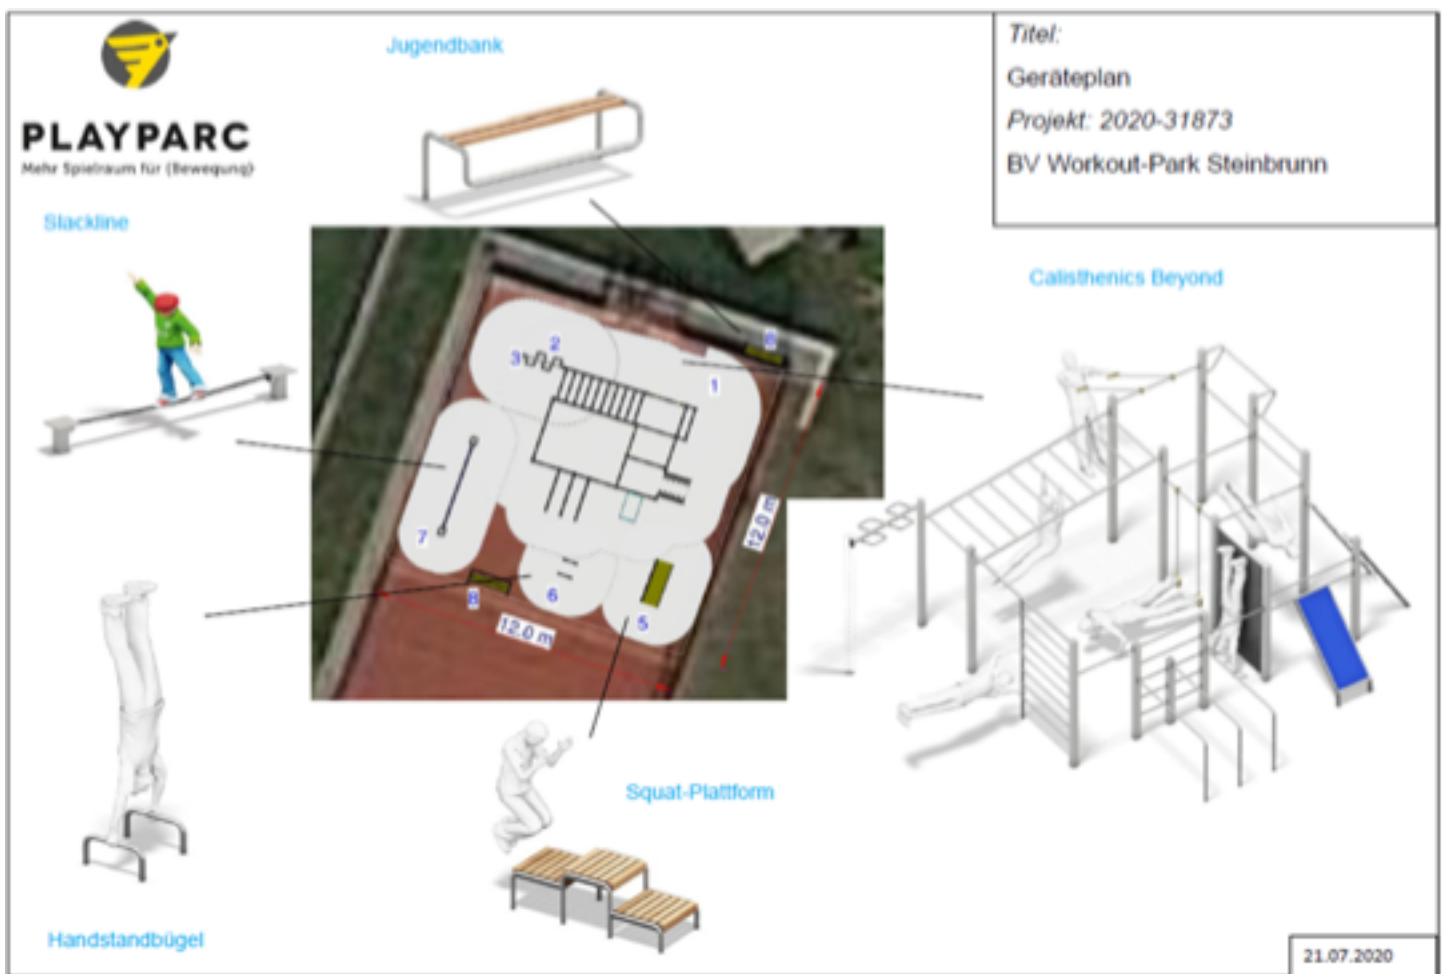 PLAYPARC
Mehr Spielraum für (Bewegung)
Jugendbank
Titel:
Geräteplan
Projekt: 2020-31873
BV Workout-Park Steinbrunn
Slackline
Calisthenics Beyond
8
2
3
1
7
12.0 m
8
6
5
12.0 m
Squat-Plattform
Handstandbügel
21.07.2020